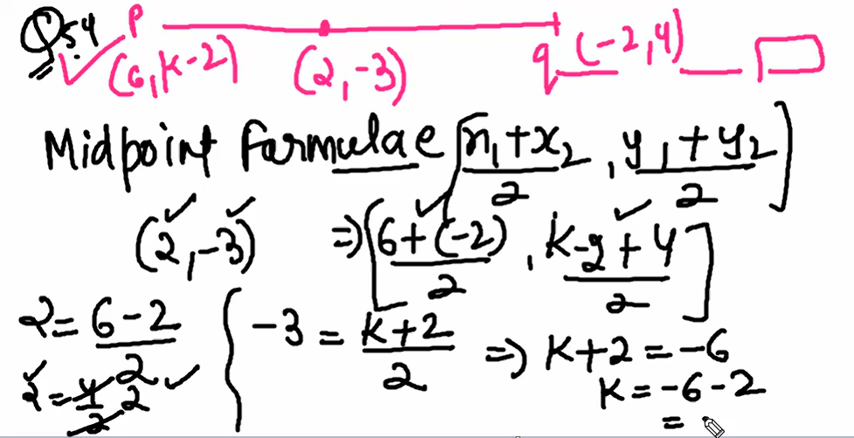 Q54 P q
(6, k-2) (2, -3) (-2, 4)
Midpoint Formulae [x₁+x₂/2, y₁+y₂/2]
(2, -3) ⇒ [6+(-2)/2, k-2+4/2]
2 = 6-2/2 { -3 = k+2/2 ⇒ k+2 = -6
2 = 4/2 2 k = -6-2
=